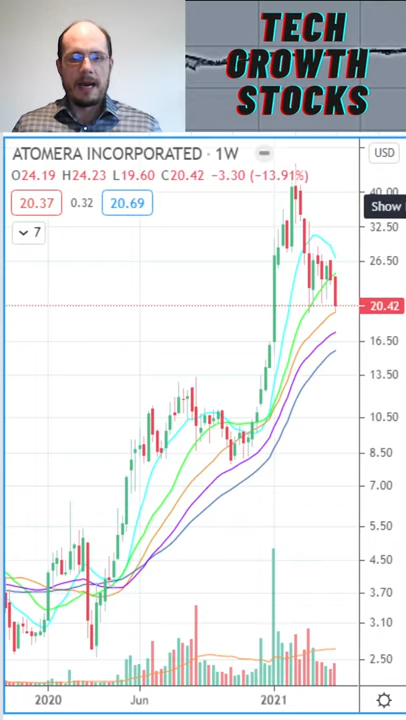 TECH
GROWTH
STOCKS
ATOMERA INCORPORATED · 1W
USD
O24.19 H24.23 L19.60 C20.42 −3.30 (−13.91%)
40.00
20.37 0.32 20.69
Show
7
32.50
26.50
20.42
16.50
13.50
10.50
8.50
7.00
5.50
4.50
3.70
3.10
2.50
2020 Jun 2021